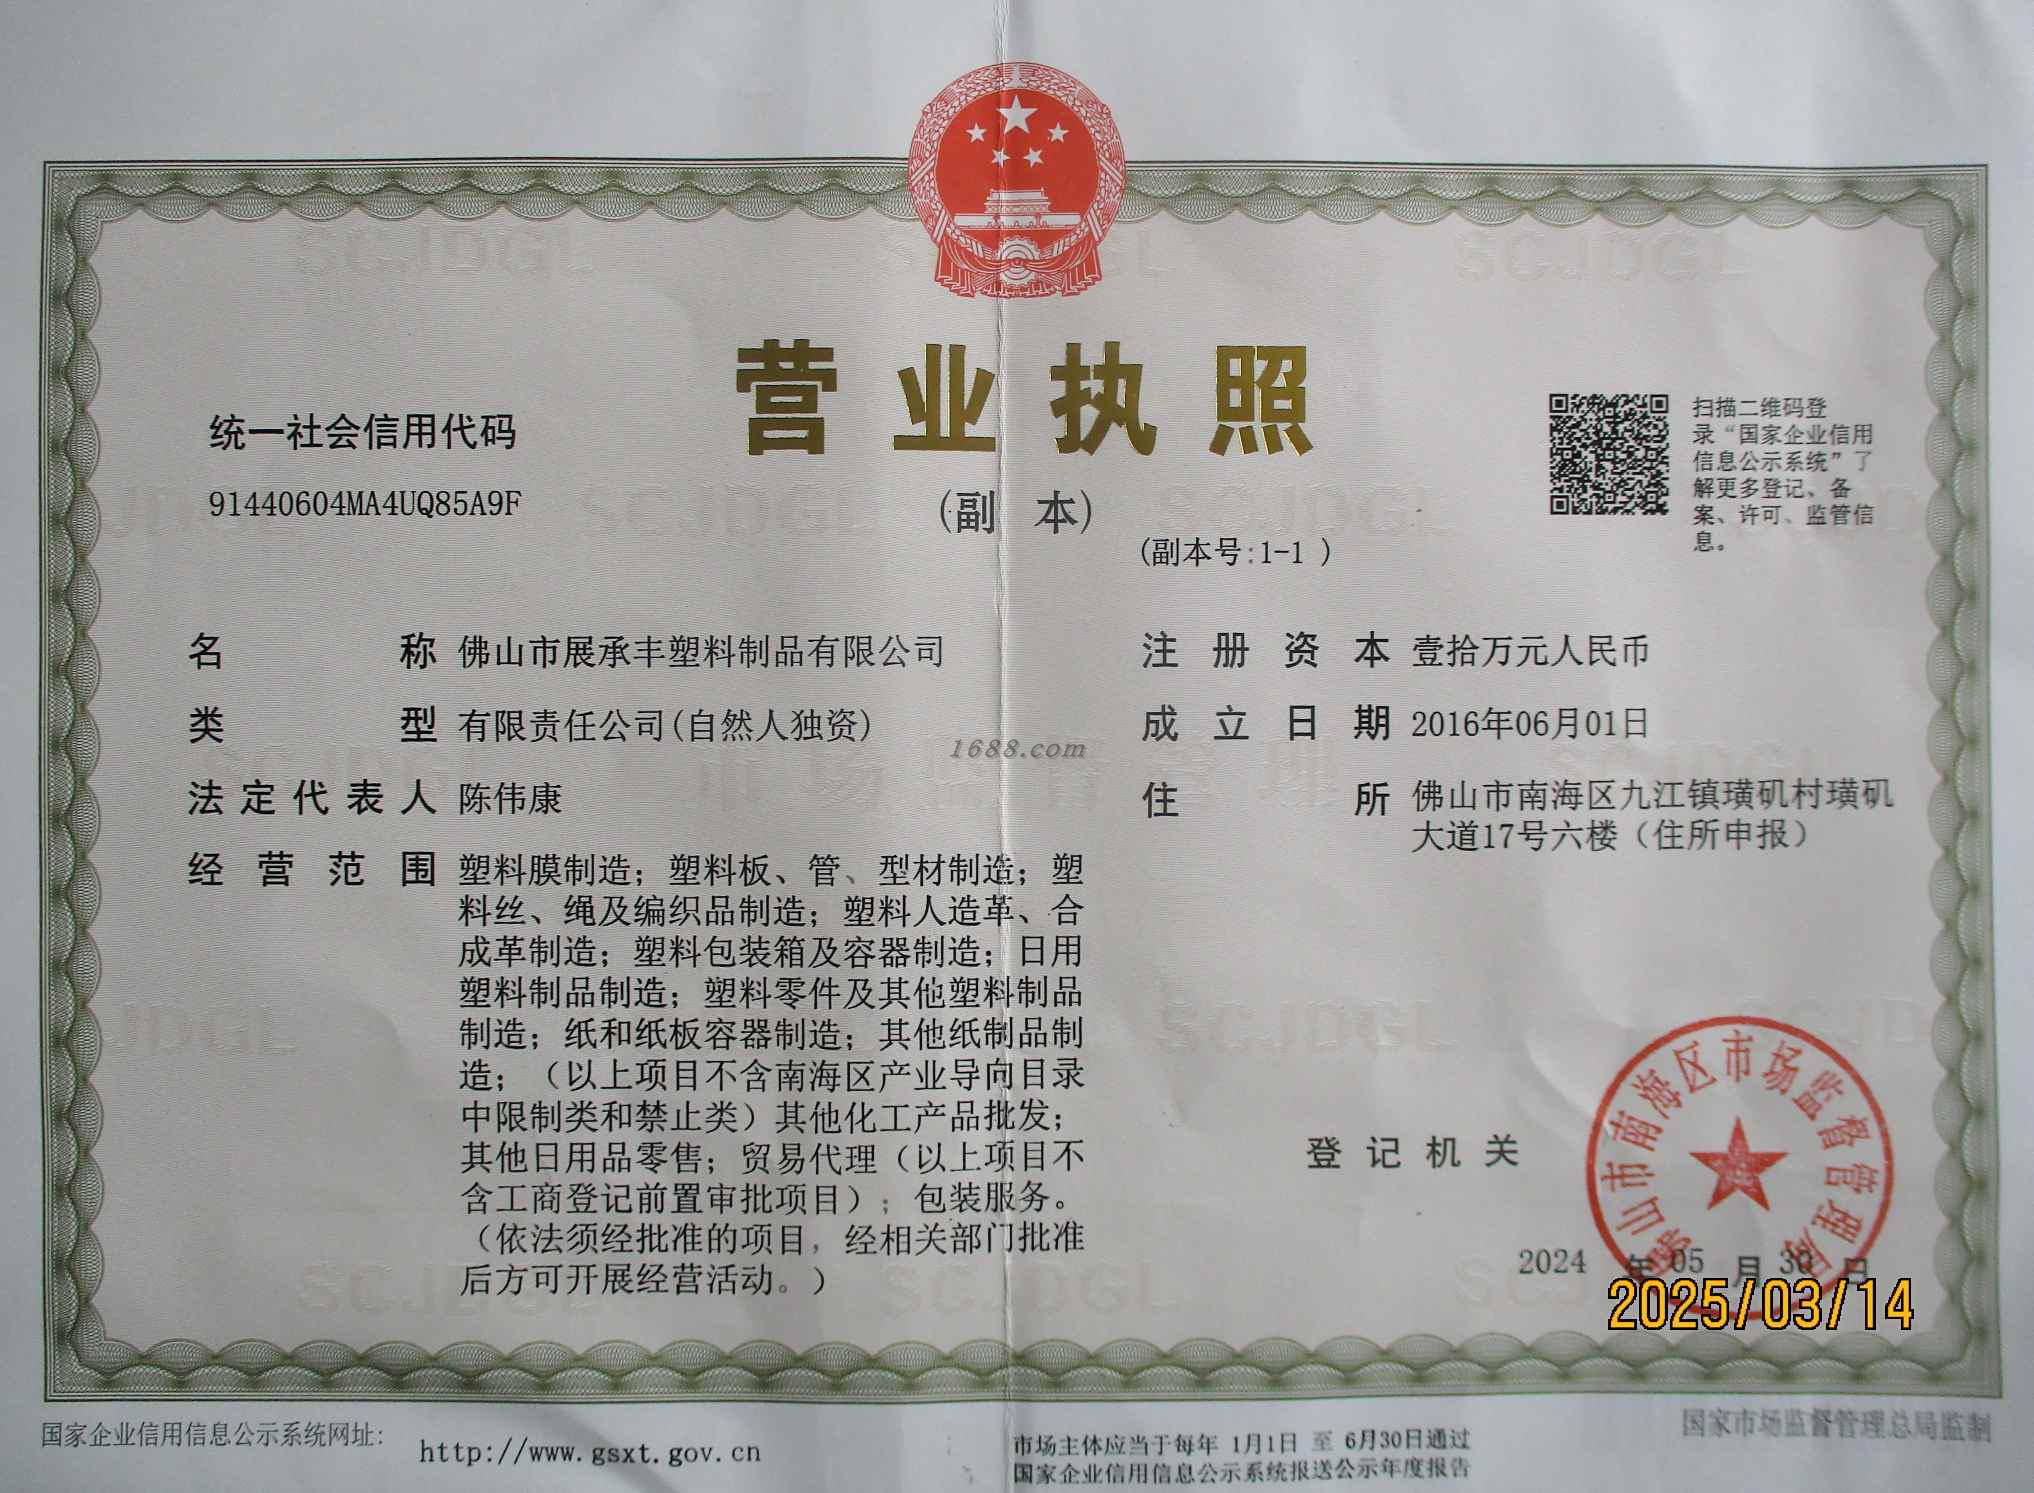 营业执照
(副 本)
(副本号:1-1 )
统一社会信用代码
91440604MA4UQ85A9F
扫描二维码登
录“国家企业信用
信息公示系统”了
解更多登记、备
案、许可、监管信
息。
名称 佛山市展承丰塑料制品有限公司
类型 有限责任公司(自然人独资)
法定代表人 陈伟康
经营范围 塑料膜制造；塑料板、管、型材制造；塑
料丝、绳及编织品制造；塑料人造革、合
成革制造；塑料包装箱及容器制造；日用
塑料制品制造；塑料零件及其他塑料制品
制造；纸和纸板容器制造；其他纸制品制
造；（以上项目不含南海区产业导向目录
中限制类和禁止类）其他化工产品批发；
其他日用品零售；贸易代理（以上项目不
含工商登记前置审批项目）；包装服务。
（依法须经批准的项目，经相关部门批准
后方可开展经营活动。）
注册资本 壹拾万元人民币
成立日期 2016年06月01日
住所 佛山市南海区九江镇璜矶村璜矶
大道17号六楼（住所申报）
1688.com
登记机关
佛山市南海区市场监督管理局
2024 年 05 月 30 日
2025/03/14
国家企业信用信息公示系统网址:
http://www.gsxt.gov.cn
市场主体应当于每年 1月1日 至 6月30日通过
国家企业信用信息公示系统报送公示年度报告
国家市场监督管理总局监制